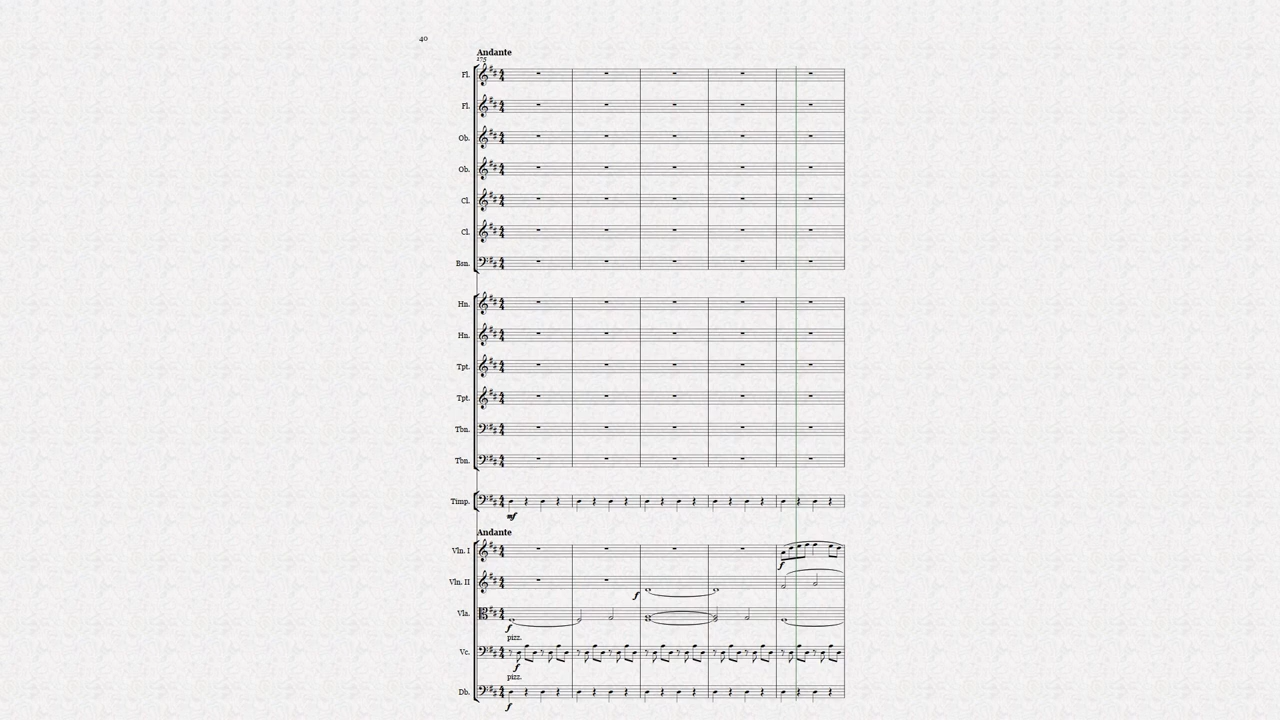 40
Andante
175
Fl.
Fl.
Ob.
Ob.
Cl.
Cl.
Bsn.
Hn.
Hn.
Tpt.
Tpt.
Tbn.
Tbn.
Timp.
mf
Andante
Vln. I
f
Vln. II
f
Vla.
f
pizz.
Vc.
f
pizz.
Db.
f